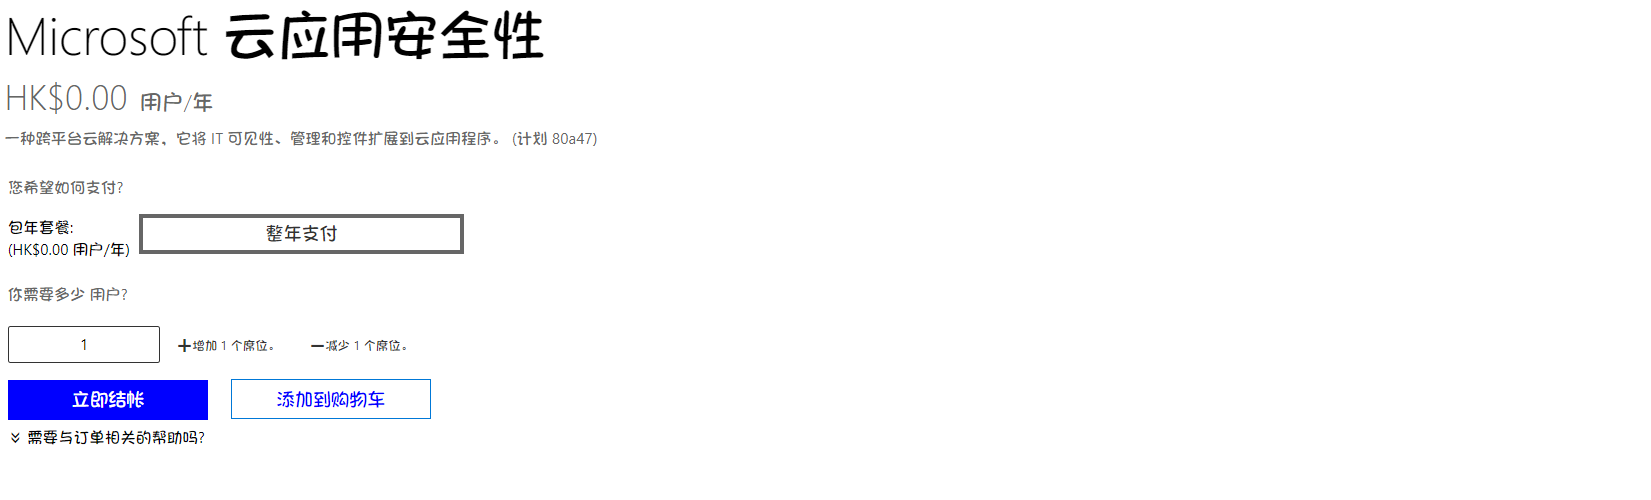 Microsoft 云应用安全性
HK$0.00 用户/年
一种跨平台云解决方案，它将 IT 可见性、管理和控件扩展到云应用程序。 (计划 80a47)
您希望如何支付?
包年套餐:
(HK$0.00 用户/年)
整年支付
你需要多少 用户?
1
+增加 1 个席位。
—减少 1 个席位。
立即结帐
添加到购物车
需要与订单相关的帮助吗?